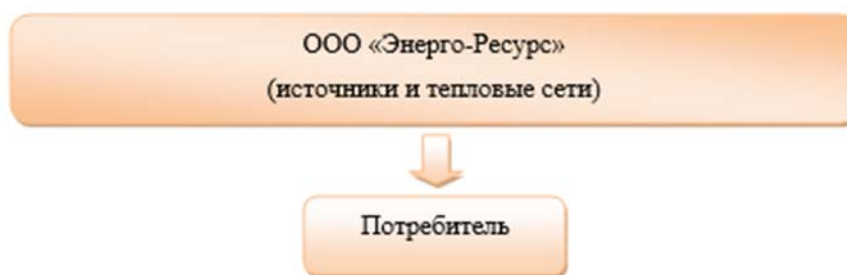 ООО «Энерго-Ресурс»
(источники и тепловые сети)
Потребитель